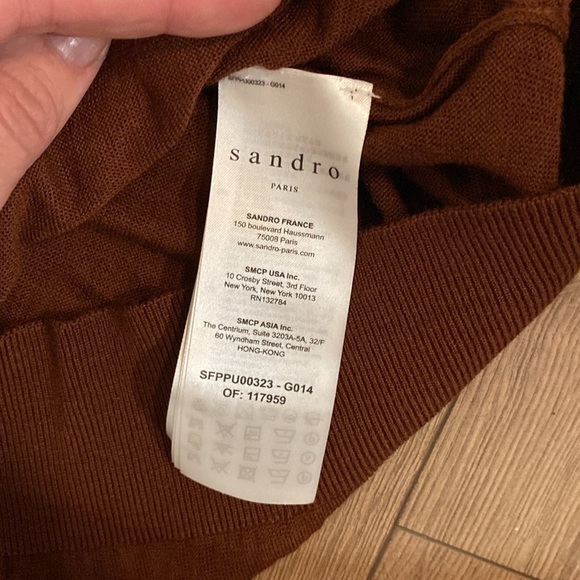 SFPPU00323 - G014
sandro
PARIS
SANDRO FRANCE
150 boulevard Haussmann
75008 Paris
www.sandro-paris.com
SMCP USA Inc.
10 Crosby Street, 3rd Floor
New York, New York 10013
RN132784
SMCP ASIA Inc.
The Centrium, Suite 3203A-5A, 32/F
60 Wyndham Street, Central
HONG-KONG
SFPPU00323 - G014
OF: 117959